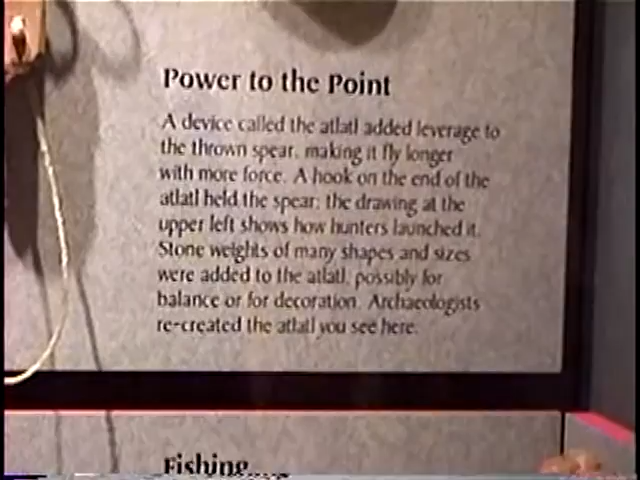 Power to the Point
A device called the atlatl added leverage to
the thrown spear, making it fly longer
with more force. A hook on the end of the
atlatl held the spear; the drawing at the
upper left shows how hunters launched it.
Stone weights of many shapes and sizes
were added to the atlatl, possibly for
balance or for decoration. Archaeologists
re-created the atlatl you see here.
Fishing